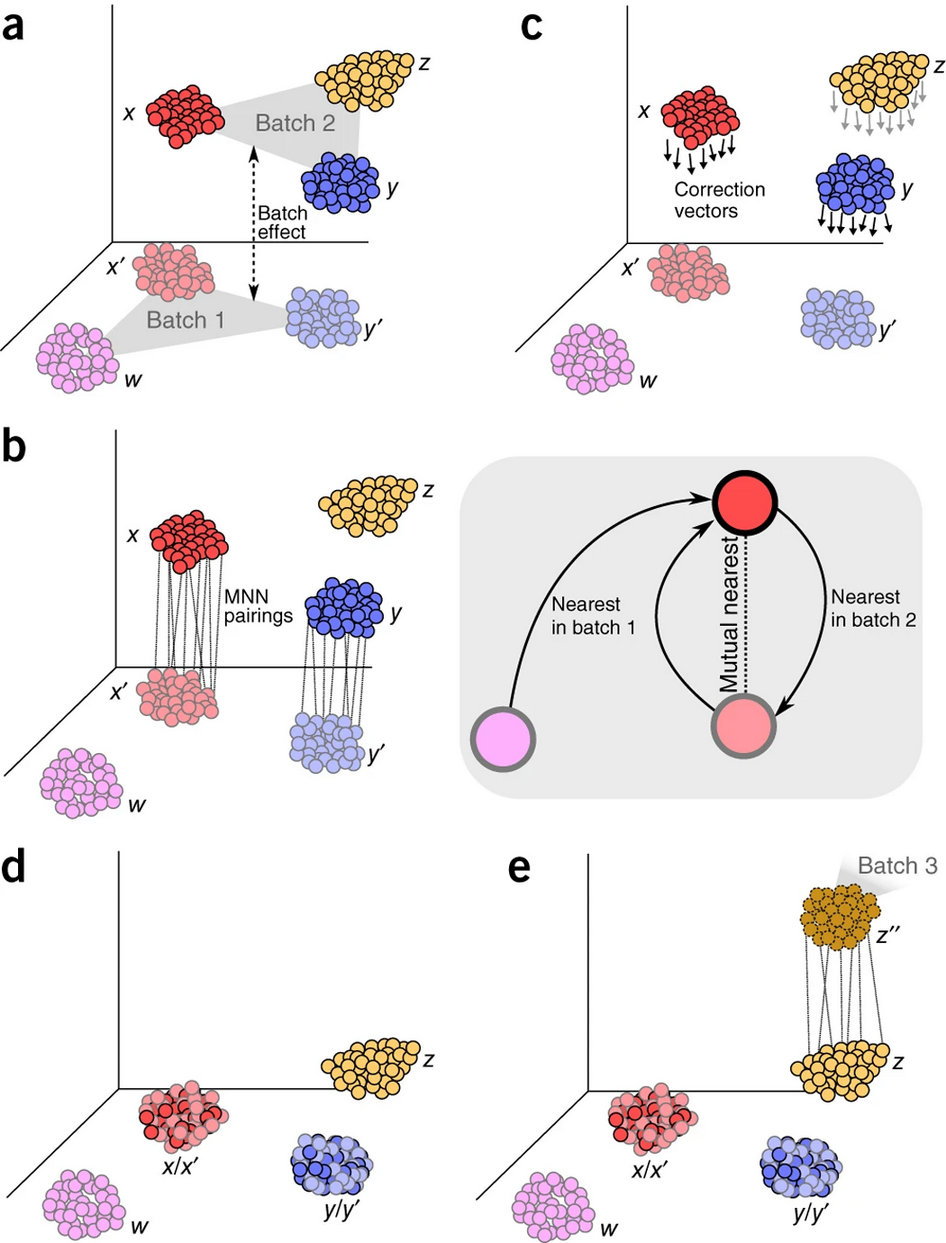 a
x
z
Batch 2
y
Batch
effect
x′
Batch 1
y′
w
c
x
z
Correction
vectors
y
x′
y′
w
b
x
z
MNN
pairings
y
x′
y′
w
Nearest
in batch 1
Mutual nearest
Nearest
in batch 2
d
z
x/x′
y/y′
w
e
Batch 3
z′′
z
x/x′
y/y′
w